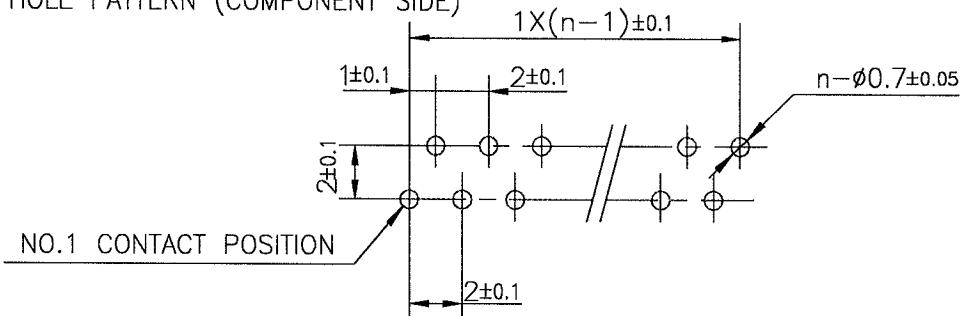 HOLE PATTERN (COMPONENT SIDE)
1X(n-1)±0.1
1±0.1
2±0.1
n-ø0.7±0.05
2±0.1
NO.1 CONTACT POSITION
2±0.1